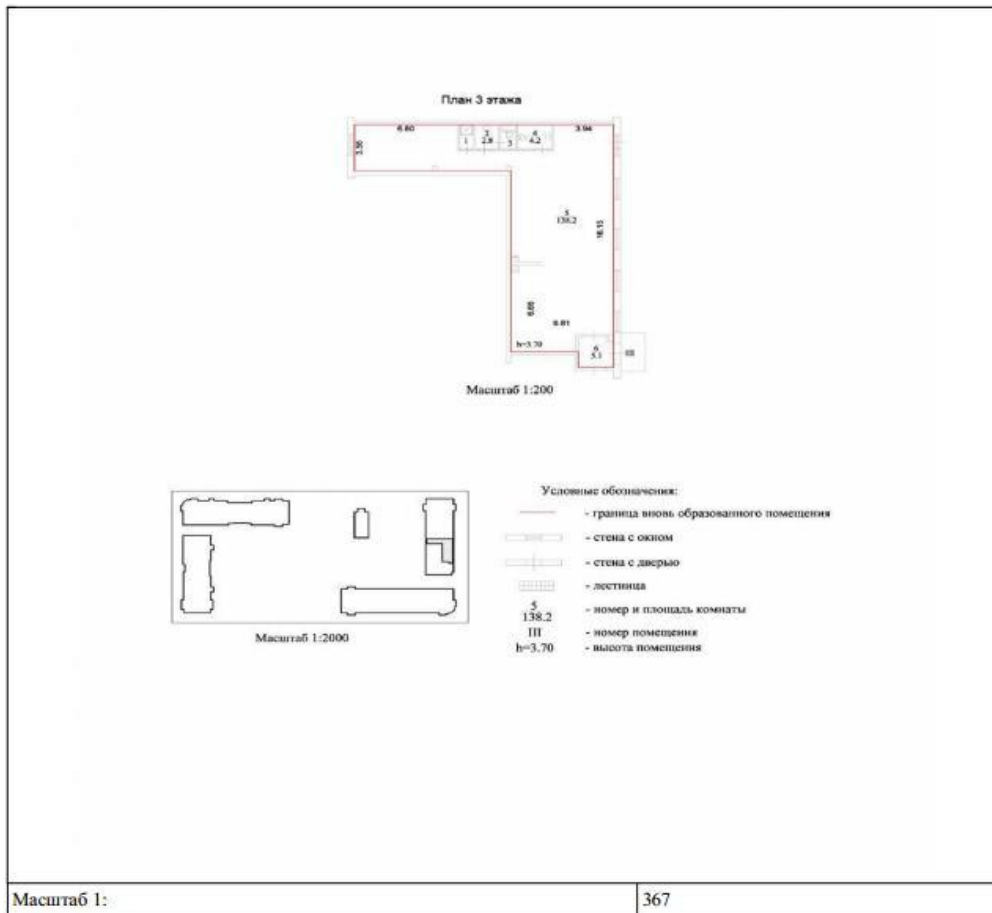 План 3 этажа
6.80
3.94
1
2
2.8
3
4
4.2
5
138.2
16.15
6.81
h=3.70
6
5.1
III
Масштаб 1:200
Условные обозначения:
- граница вновь образованного помещения
- стена с окном
- стена с дверью
- лестница
5
138.2
- номер и площадь комнаты
III
- номер помещения
h=3.70
- высота помещения
Масштаб 1:2000
Масштаб 1:
367